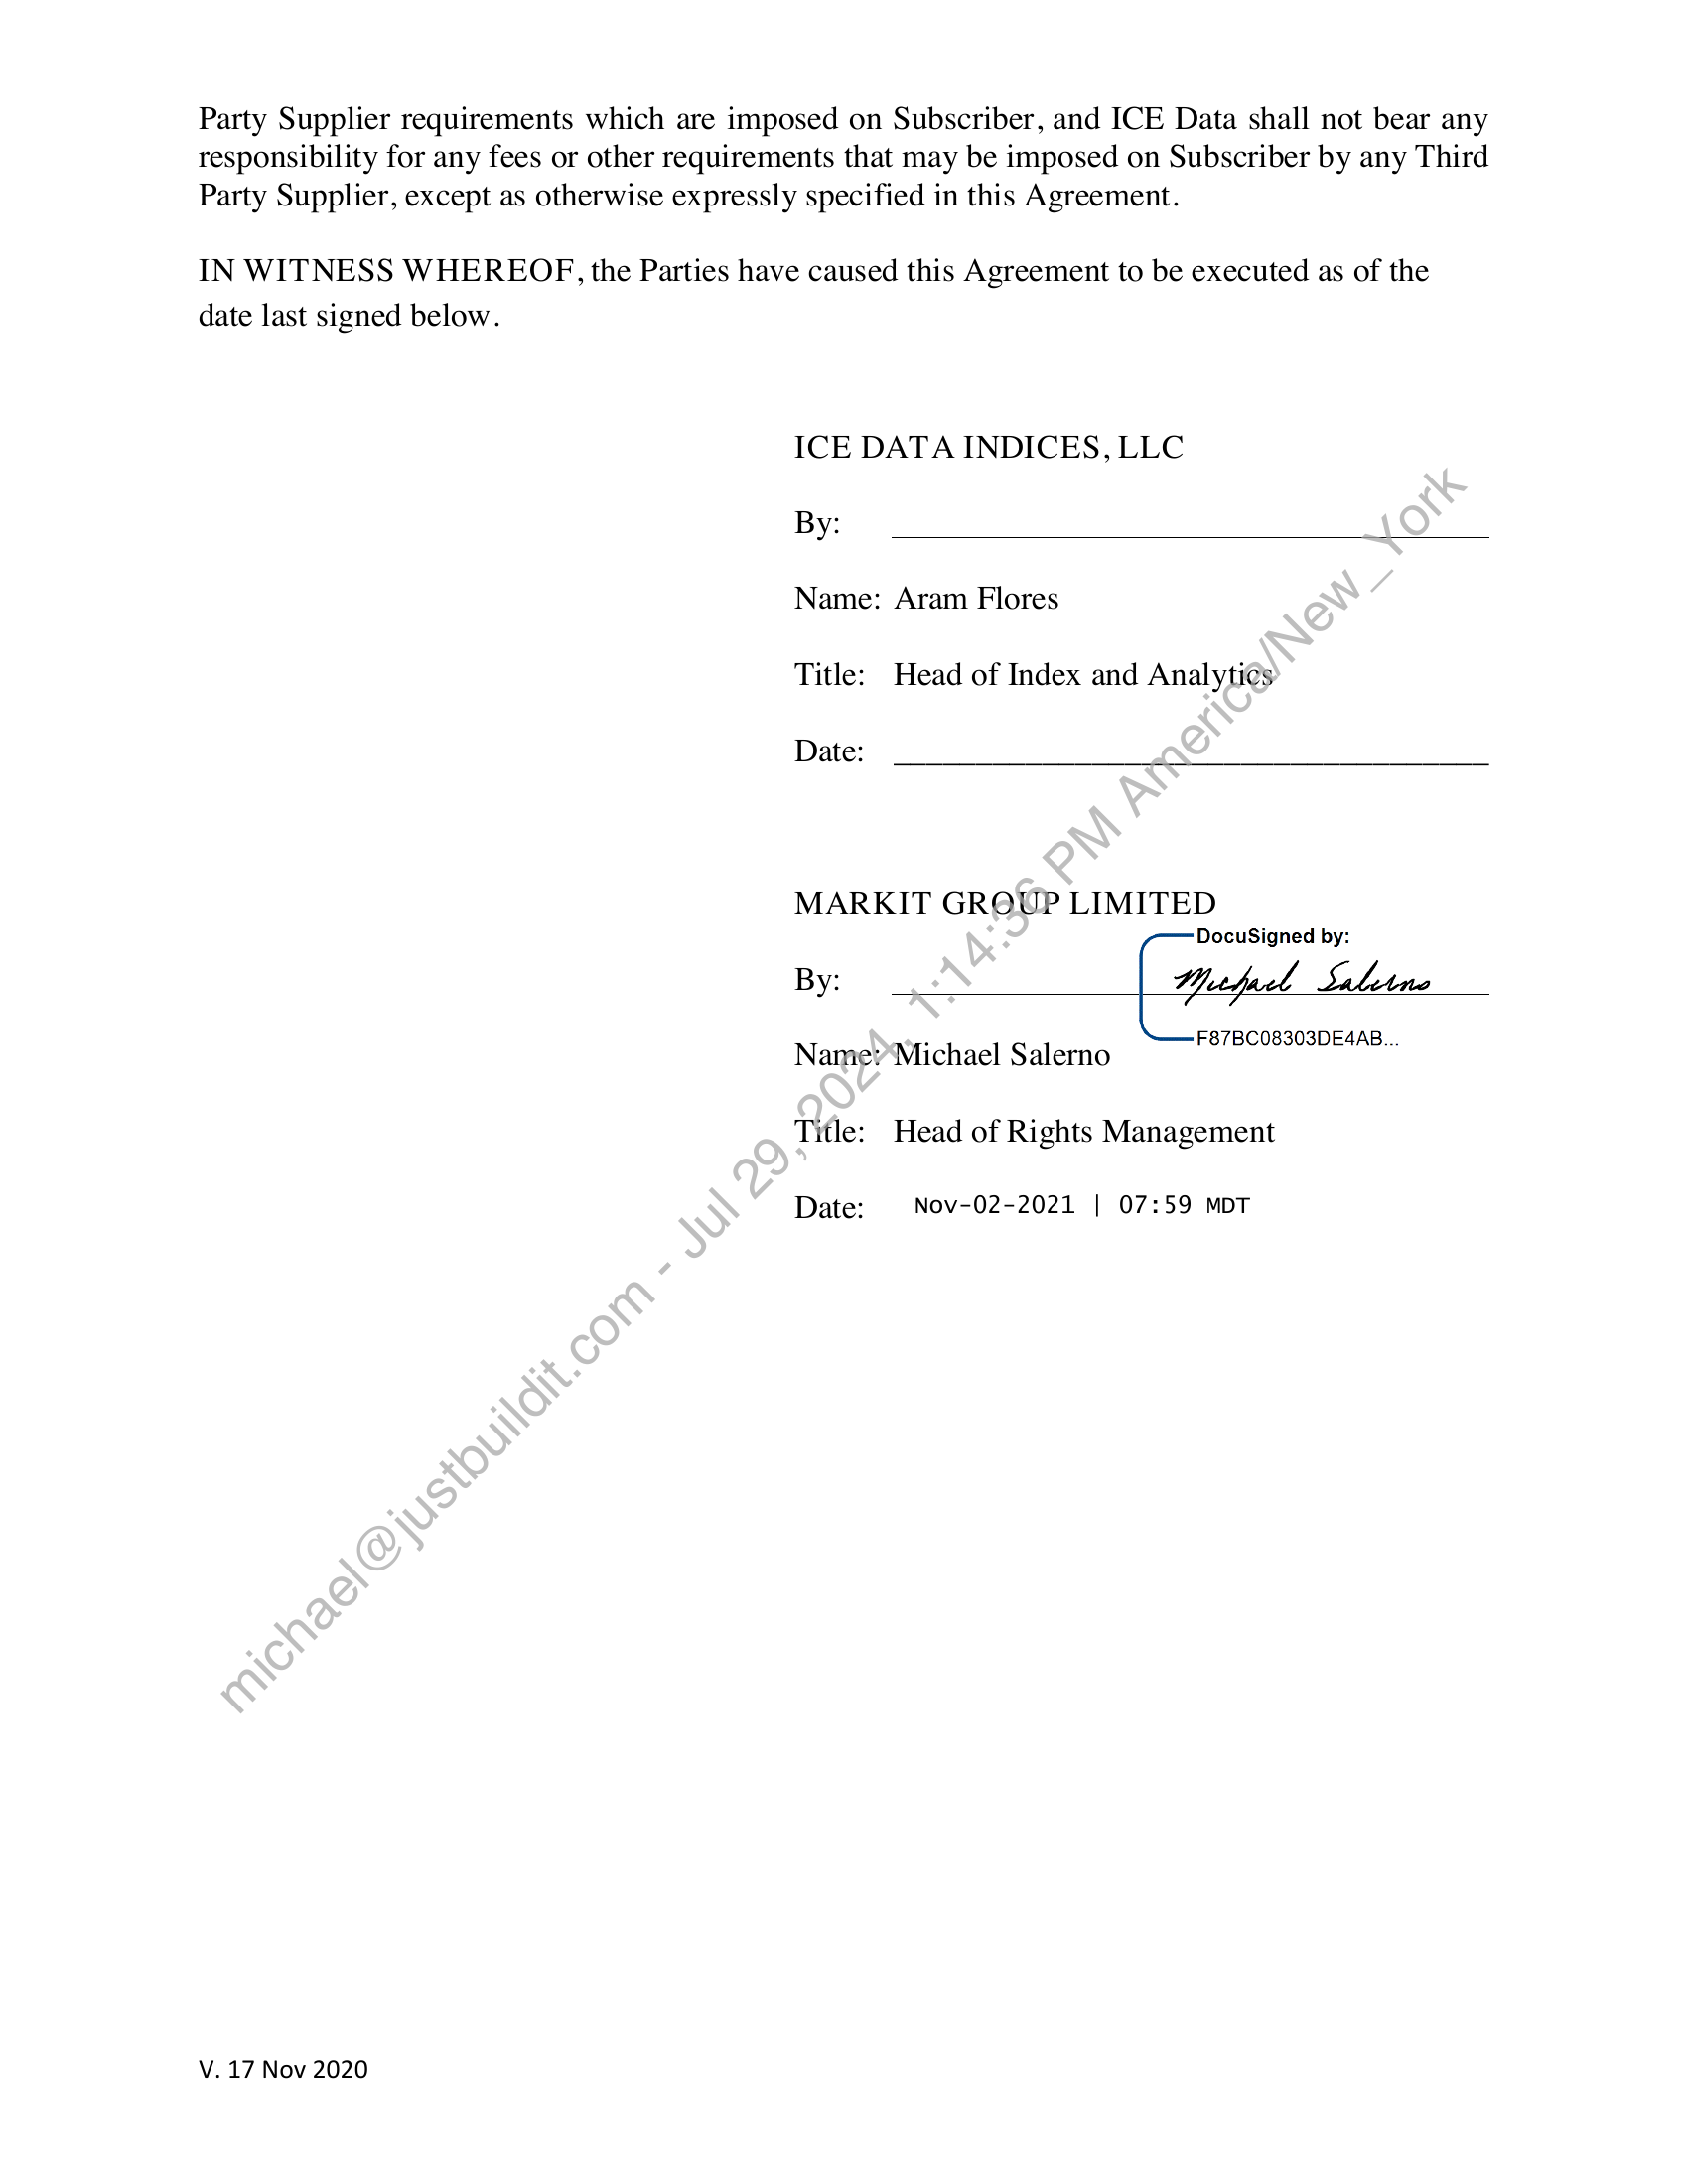 Party Supplier requirements which are imposed on Subscriber, and ICE Data shall not bear any
responsibility for any fees or other requirements that may be imposed on Subscriber by any Third
Party Supplier, except as otherwise expressly specified in this Agreement.
IN WITNESS WHEREOF, the Parties have caused this Agreement to be executed as of the
date last signed below.
ICE DATA INDICES, LLC
By:
Name: Aram Flores
Title: Head of Index and Analytics
Date:
MARKIT GROUP LIMITED
DocuSigned by:
By: Michael Salerno
F87BC08303DE4AB...
Name: Michael Salerno
Title: Head of Rights Management
Date: Nov-02-2021 | 07:59 MDT
michael@justbuildit.com - Jul 29, 2024, 1:14:36 PM America/New_York
V. 17 Nov 2020